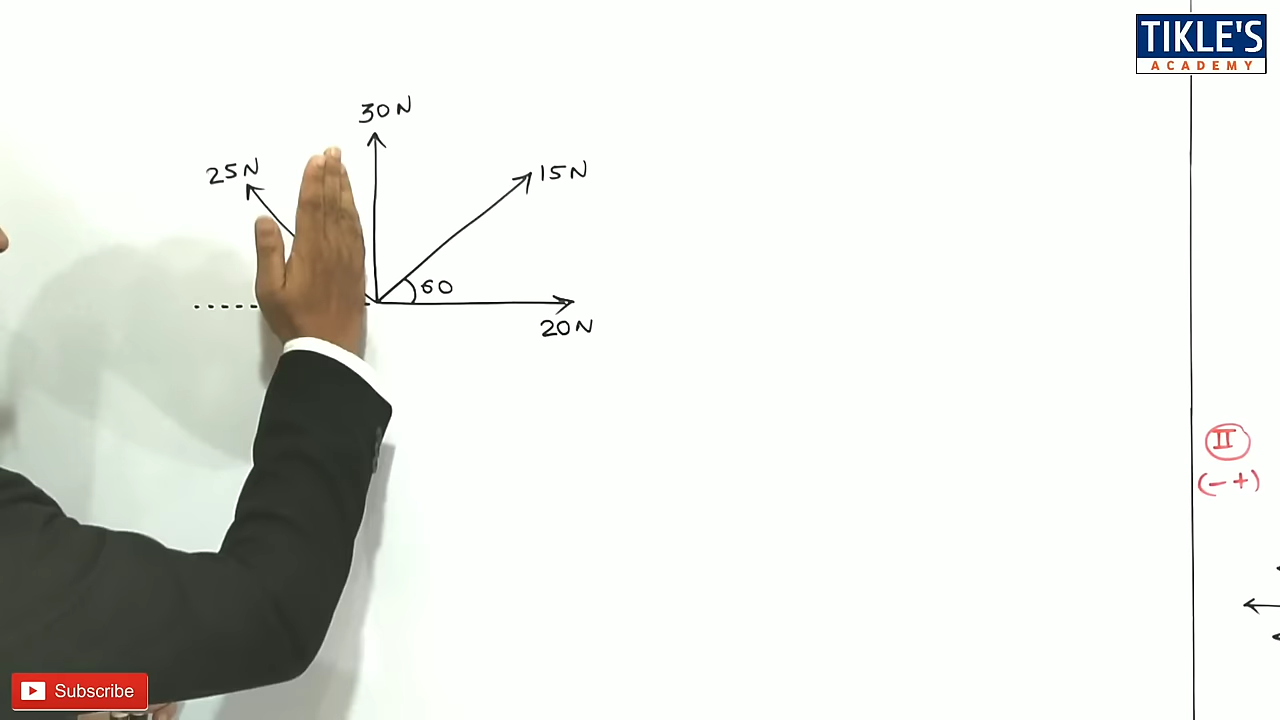 TIKLE'S
ACADEMY
30N
25N
15N
60
20N
II
(- +)
Subscribe